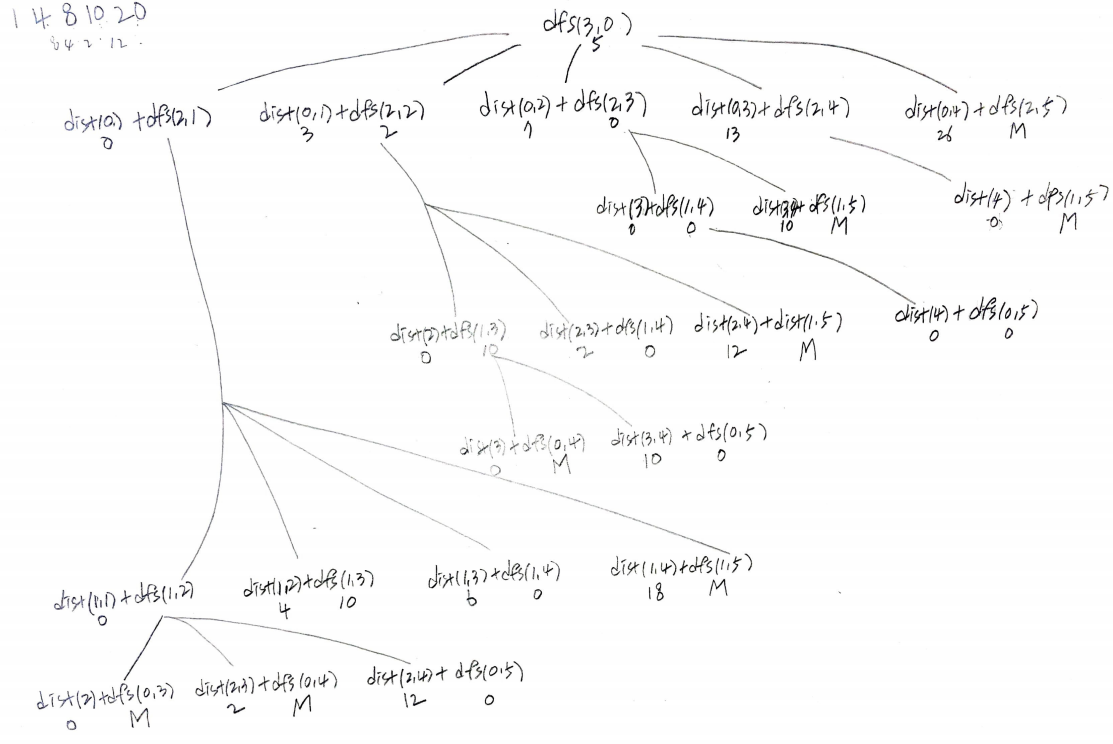 1 4 8 10 20
8 4 2 12
dfs(3,0)
5
dist(0,) + dfs(2,1) dist(0,1)+dfs(2,2) dist(0,2) + dfs(2,3) dist(0,3)+dfs(2,4) dist(0,4) + dfs(2,5)
0 3 2 7 0 13 26 M
dist(3)+dfs(1,4) dist(3,4)+dfs(1,5) dist(4) + dfs(1,5)
0 0 10 M 0 M
dist(2)+dfs(1,3) dist(2,3)+dfs(1,4) dist(2,4)+dist(1,5) dist(4) + dfs(0,5)
0 10 2 0 12 M 0 0
dist(3)+dfs(0,4) dist(3,4) + dfs(0,5)
0 M 10 0
dist(1,1)+dfs(1,2) dist(1,2)+dfs(1,3) dist(1,3)+dfs(1,4) dist(1,4)+dfs(1,5)
0 4 10 6 0 18 M
dist(2)+dfs(0,3) dist(2,3)+dfs(0,4) dist(2,4)+ dfs(0,5)
0 M 2 M 12 0